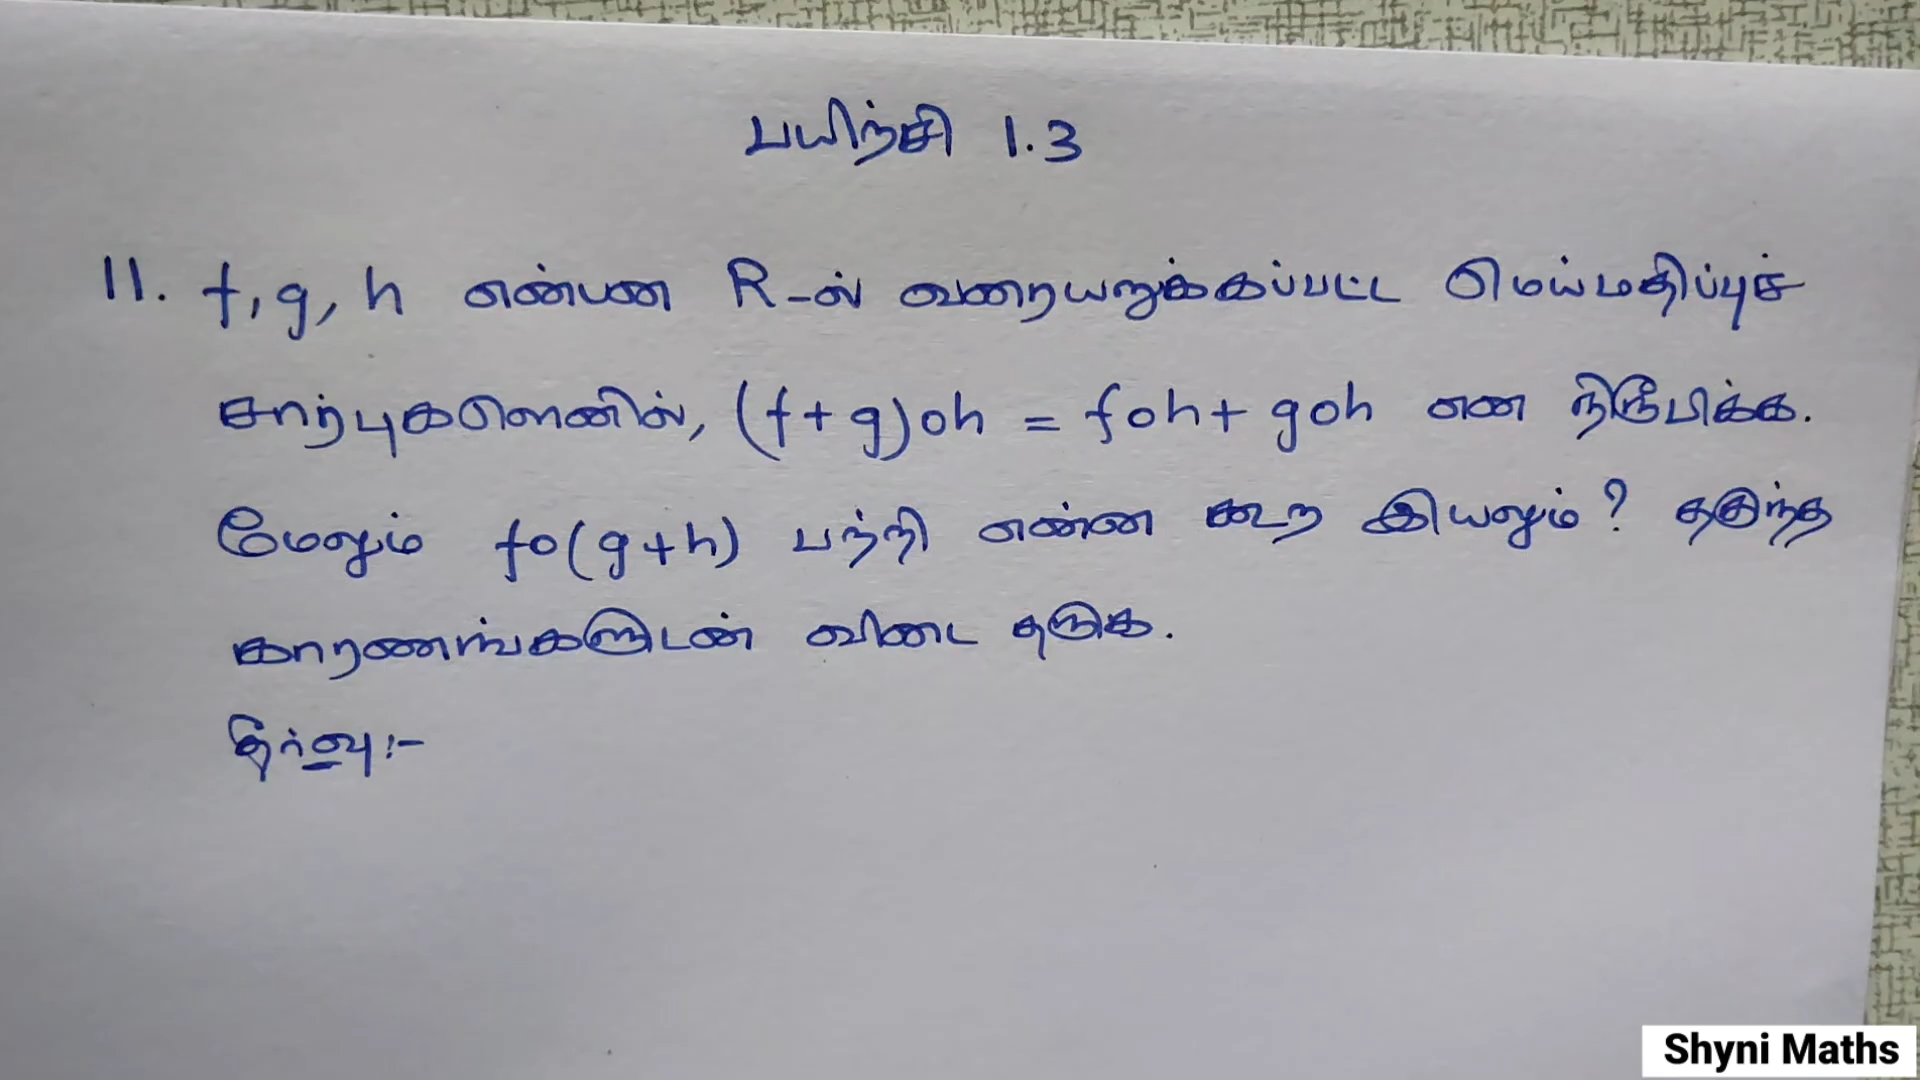 பயிற்சி 1.3
11. f, g, h என்பன R-ல் வரையறுக்கப்பட்ட மெய்மதிப்புச்
சார்புகளெனில், (f+g)oh = foh + goh என நிரூபிக்க.
மேலும் fo(g+h) பற்றி என்ன கூற இயலும்? தகுந்த
காரணங்களுடன் விடை தருக.
தீர்வு:-
Shyni Maths